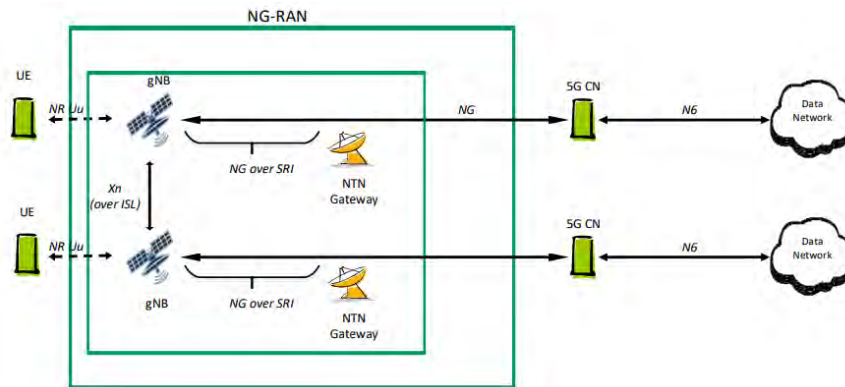 NG-RAN
UE
gNB
5G CN
NR Uu
NG
N6
Data
Network
NG over SRI
NTN
Gateway
Xn
(over ISL)
UE
5G CN
NR Uu
N6
Data
Network
gNB
NG over SRI
NTN
Gateway